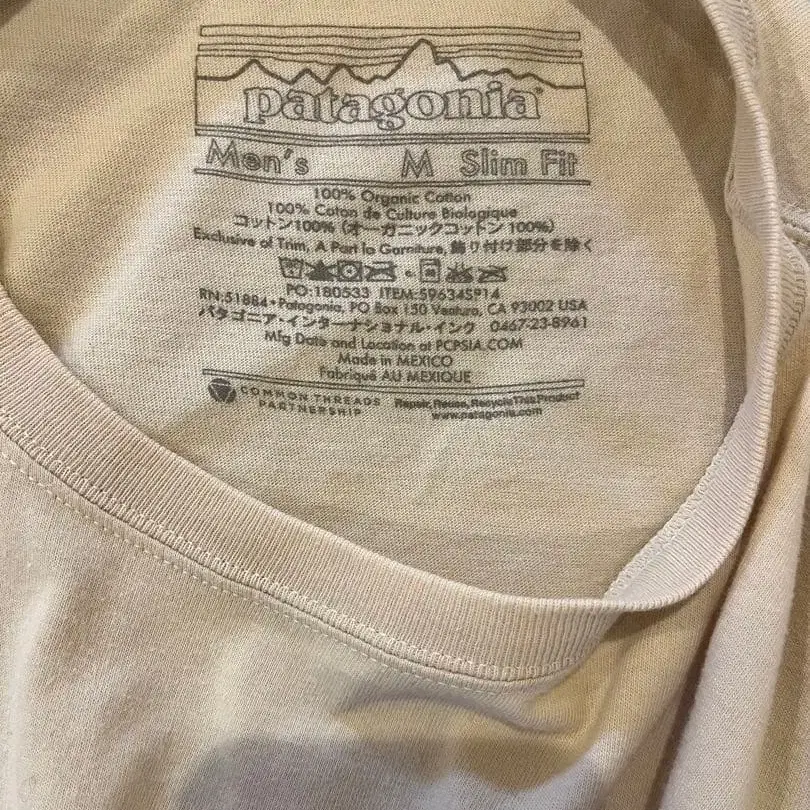 patagonia®
Men's M Slim Fit
100% Organic Cotton
100% Coton de Culture Biologique
コットン100% (オーガニックコットン 100%)
Exclusive of Trim, A Part la Garniture, 飾り付け部分を除く
PO:180533 ITEM:59634SP14
RN:51884 • Patagonia, PO Box 150 Ventura, CA 93002 USA
パタゴニア・インターナショナル・インク 0467-23-8961
Mfg Date and Location at PCPSIA.COM
Made in MEXICO
Fabriqué AU MEXIQUE
COMMON THREADS PARTNERSHIP
Repair, Reuse, Recycle This Product
www.patagonia.com